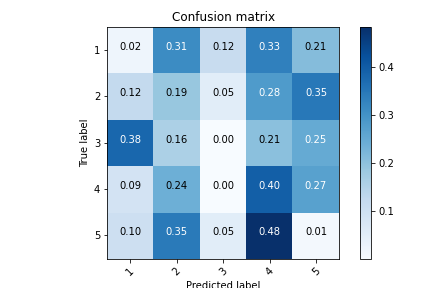 Confusion matrix
1 0.02 0.31 0.12 0.33 0.21
2 0.12 0.19 0.05 0.28 0.35
3 0.38 0.16 0.00 0.21 0.25
4 0.09 0.24 0.00 0.40 0.27
5 0.10 0.35 0.05 0.48 0.01
1 2 3 4 5
True label
Predicted label
0.4
0.3
0.2
0.1